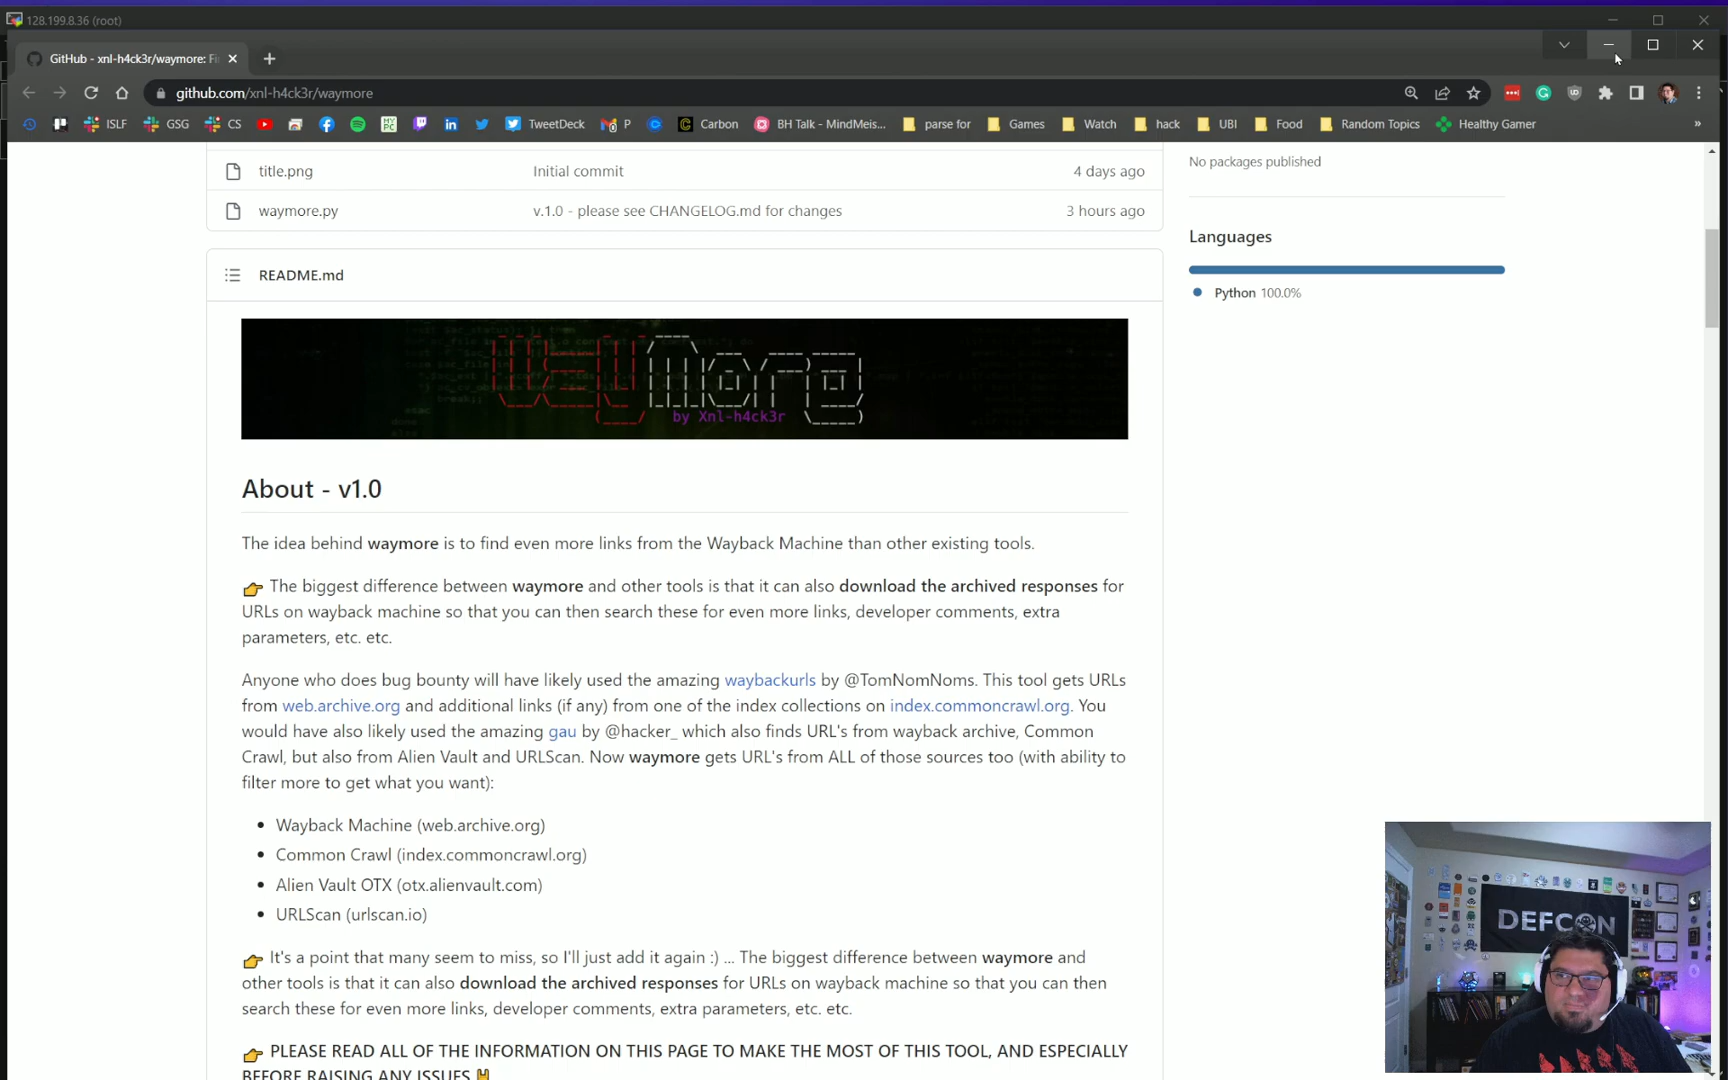 128.199.8.36 (root)
GitHub - xnl-h4ck3r/waymore: Fi
github.com/xnl-h4ck3r/waymore
ISLF GSG CS TweetDeck P Carbon BH Talk - MindMeis... parse for Games Watch hack UBI Food Random Topics Healthy Gamer »
title.png Initial commit 4 days ago
waymore.py v.1.0 - please see CHANGELOG.md for changes 3 hours ago
No packages published
Languages
Python 100.0%
README.md
WayMore
by Xnl-h4ck3r
About - v1.0
The idea behind waymore is to find even more links from the Wayback Machine than other existing tools.
👉 The biggest difference between waymore and other tools is that it can also download the archived responses for
URLs on wayback machine so that you can then search these for even more links, developer comments, extra
parameters, etc. etc.
Anyone who does bug bounty will have likely used the amazing waybackurls by @TomNomNoms. This tool gets URLs
from web.archive.org and additional links (if any) from one of the index collections on index.commoncrawl.org. You
would have also likely used the amazing gau by @hacker_ which also finds URL's from wayback archive, Common
Crawl, but also from Alien Vault and URLScan. Now waymore gets URL's from ALL of those sources too (with ability to
filter more to get what you want):
• Wayback Machine (web.archive.org)
• Common Crawl (index.commoncrawl.org)
• Alien Vault OTX (otx.alienvault.com)
• URLScan (urlscan.io)
👉 It's a point that many seem to miss, so I'll just add it again :) ... The biggest difference between waymore and
other tools is that it can also download the archived responses for URLs on wayback machine so that you can then
search these for even more links, developer comments, extra parameters, etc. etc.
👉 PLEASE READ ALL OF THE INFORMATION ON THIS PAGE TO MAKE THE MOST OF THIS TOOL, AND ESPECIALLY
BEFORE RAISING ANY ISSUES 🤘
DEFCON